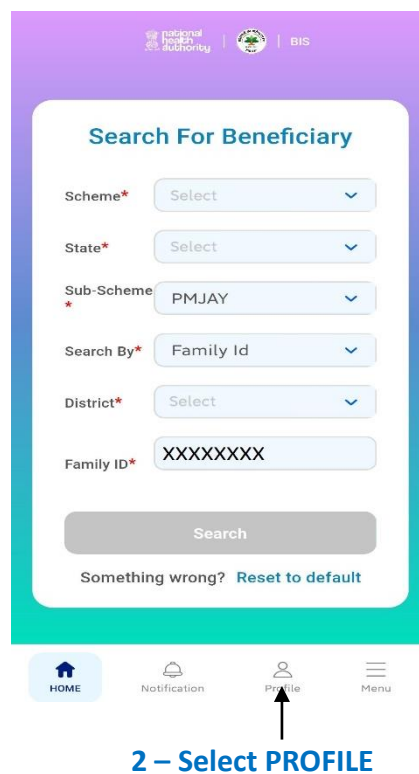 national
health
authority | BIS
Search For Beneficiary
Scheme* Select
State* Select
Sub-Scheme
* PMJAY
Search By* Family Id
District* Select
Family ID* XXXXXXXX
Search
Something wrong? Reset to default
HOME Notification Profile Menu
2 – Select PROFILE